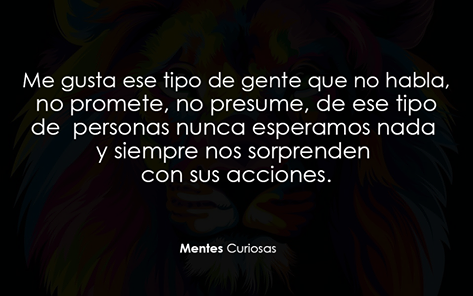 Me gusta ese tipo de gente que no habla,
no promete, no presume, de ese tipo
de personas nunca esperamos nada
y siempre nos sorprenden
con sus acciones.
Mentes Curiosas